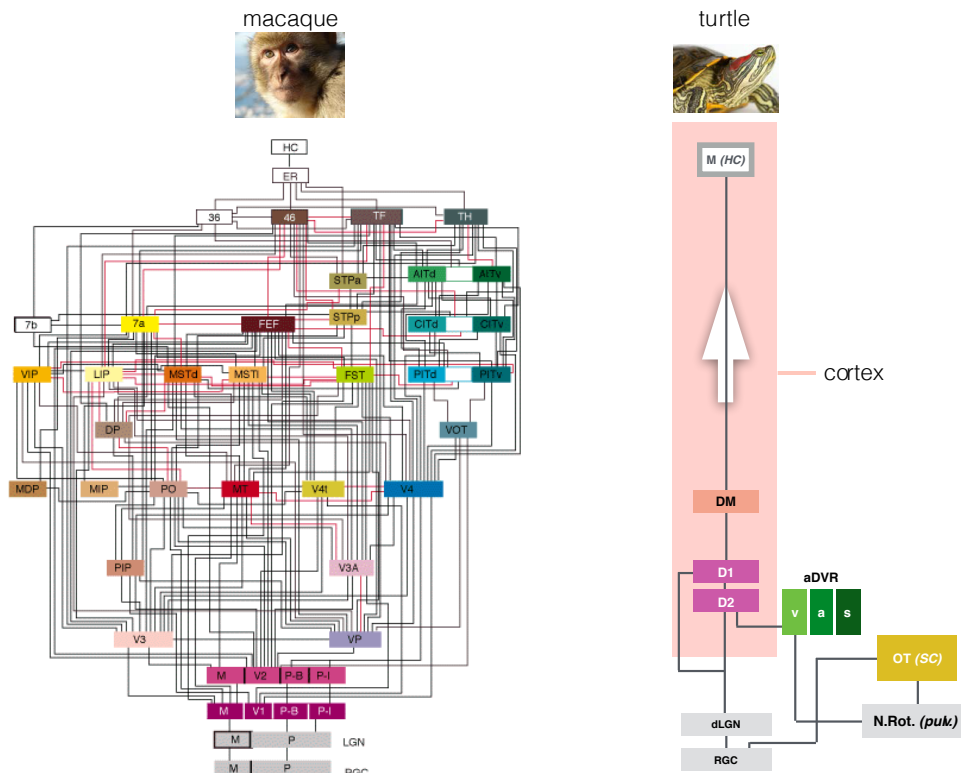 macaque
turtle
HC
ER
36
46
TF
TH
STPa
AITd
AITv
7b
7a
FEF
STPp
CITd
CITv
VIP
LIP
MSTd
MSTl
FST
PITd
PITv
DP
VOT
MDP
MIP
PO
MT
V4t
V4
PIP
V3A
V3
VP
M V2 P-B P-I
M V1 P-B P-I
M P LGN
M P RGC
M (HC)
cortex
DM
D1
D2
aDVR
v a s
OT (SC)
N.Rot. (pulv.)
dLGN
RGC